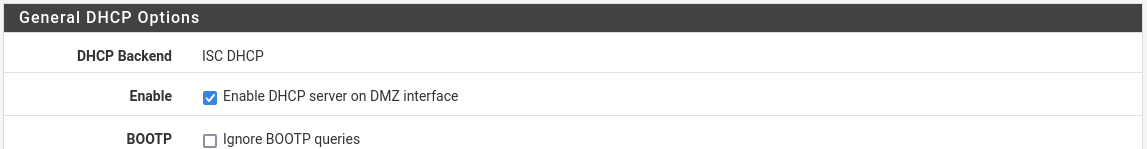 General DHCP Options
DHCP Backend ISC DHCP
Enable Enable DHCP server on DMZ interface
BOOTP Ignore BOOTP queries